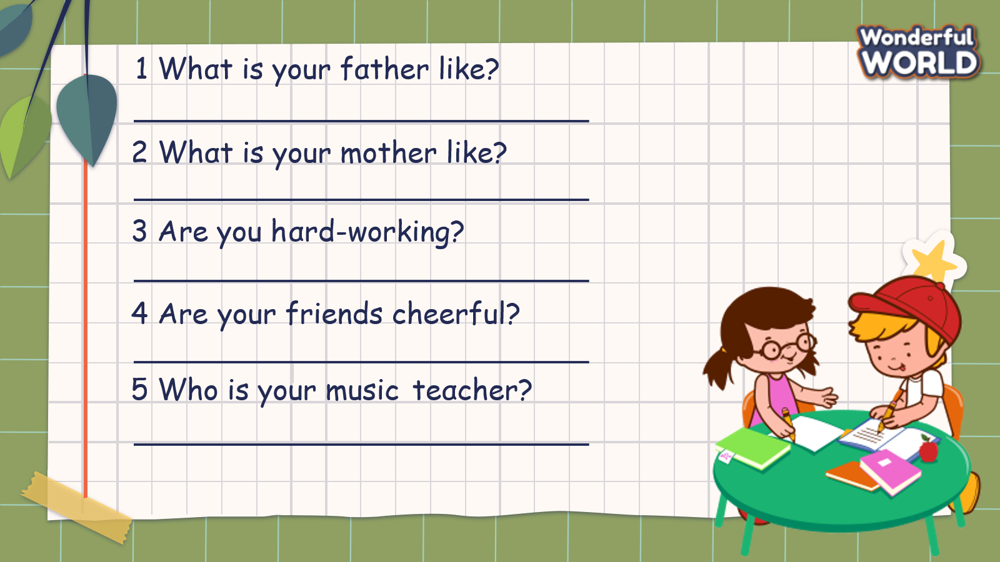 Wonderful
WORLD
1 What is your father like?
2 What is your mother like?
3 Are you hard-working?
4 Are your friends cheerful?
5 Who is your music teacher?